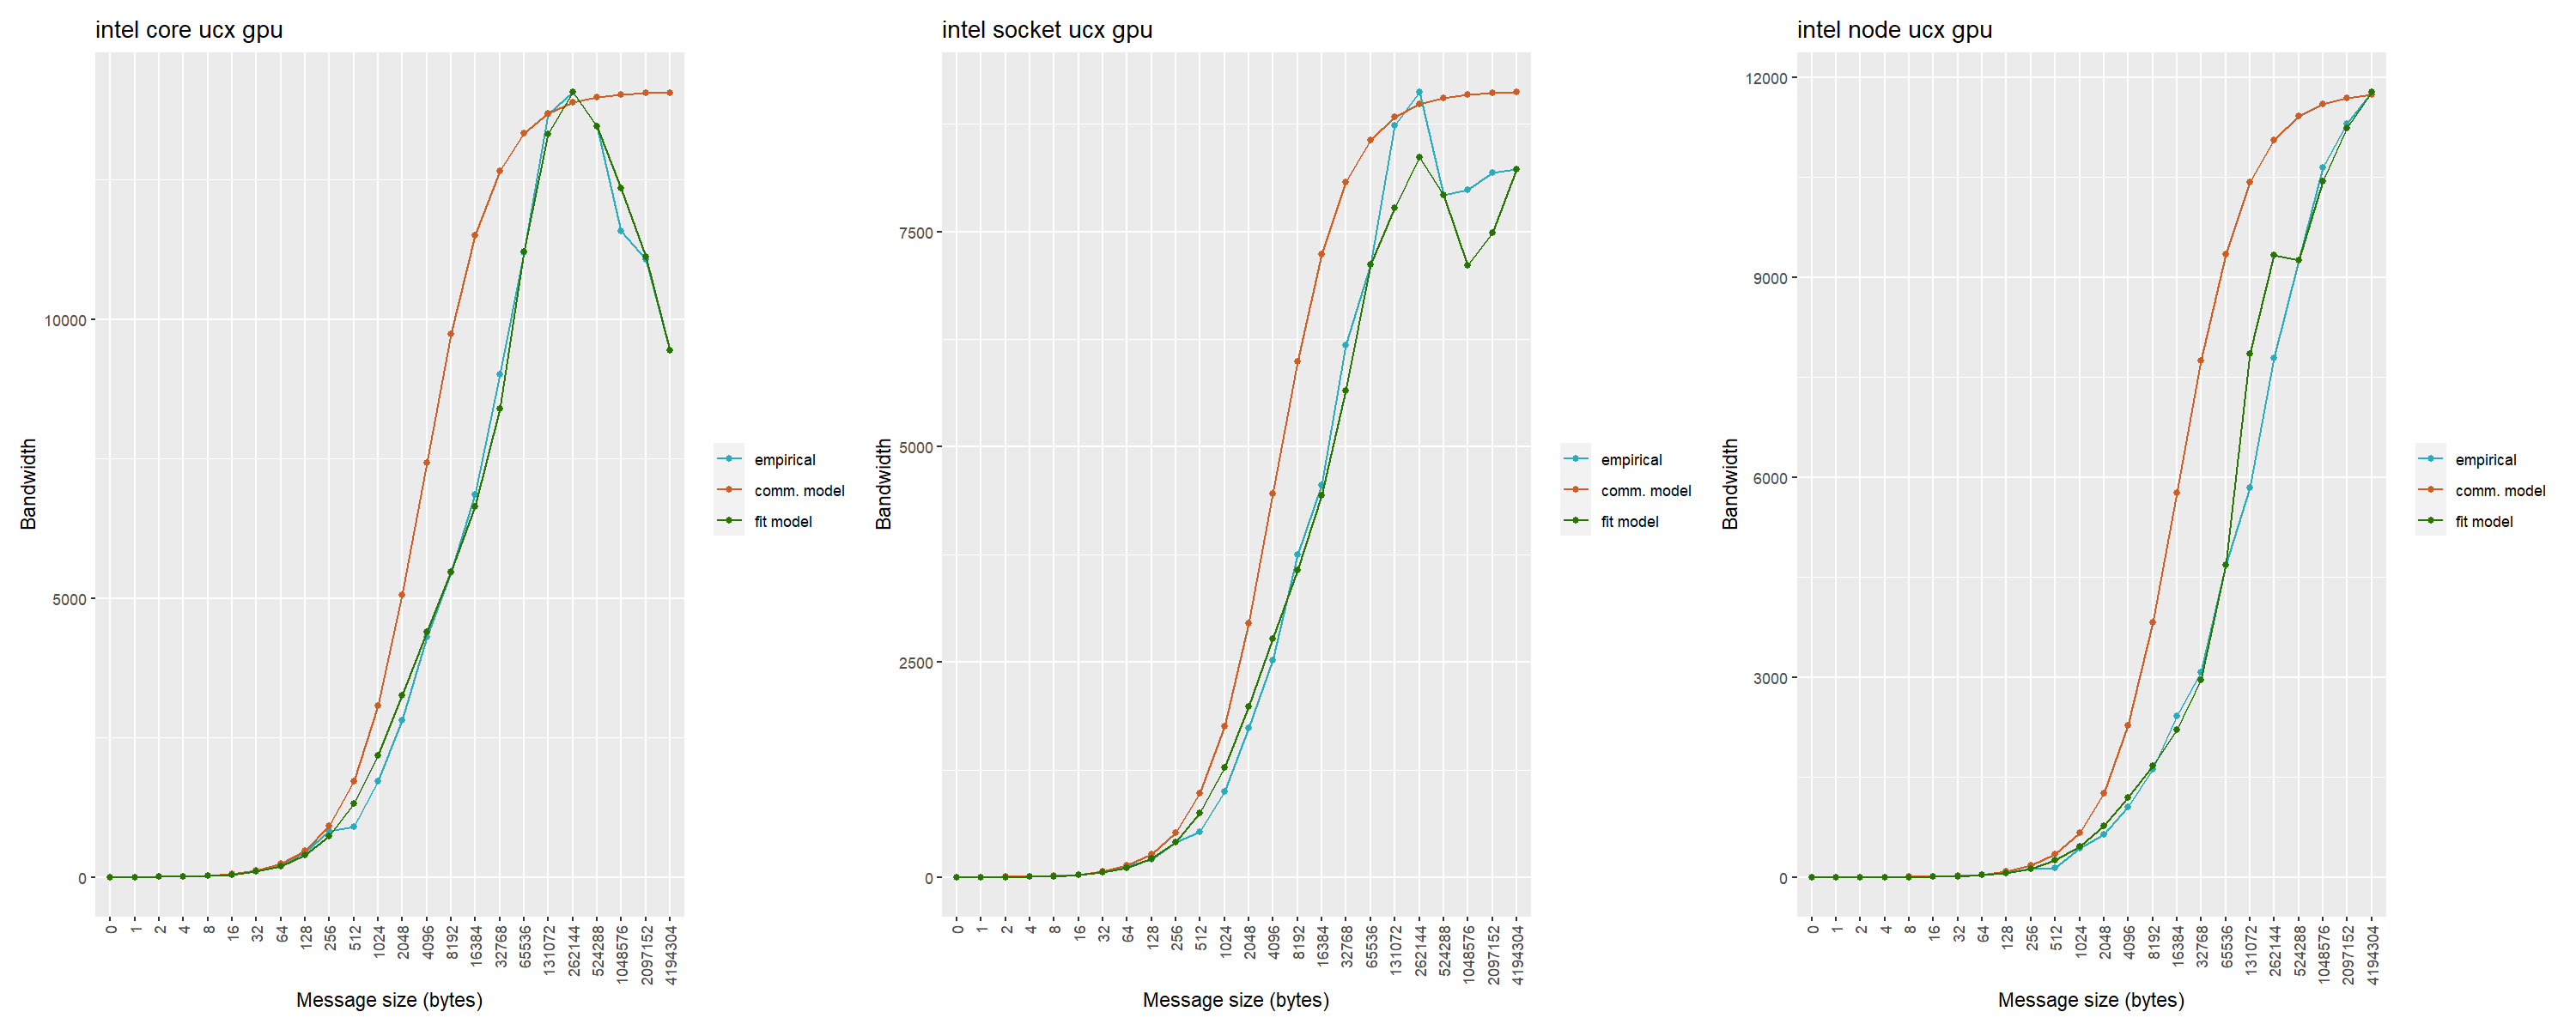 intel core ucx gpu
Bandwidth
10000
5000
0
0 1 2 4 8 16 32 64 128 256 512 1024 2048 4096 8192 16384 32768 65536 131072 262144 524288 1048576 2097152 4194304
Message size (bytes)
empirical
comm. model
fit model
intel socket ucx gpu
Bandwidth
7500
5000
2500
0
0 1 2 4 8 16 32 64 128 256 512 1024 2048 4096 8192 16384 32768 65536 131072 262144 524288 1048576 2097152 4194304
Message size (bytes)
empirical
comm. model
fit model
intel node ucx gpu
Bandwidth
12000
9000
6000
3000
0
0 1 2 4 8 16 32 64 128 256 512 1024 2048 4096 8192 16384 32768 65536 131072 262144 524288 1048576 2097152 4194304
Message size (bytes)
empirical
comm. model
fit model